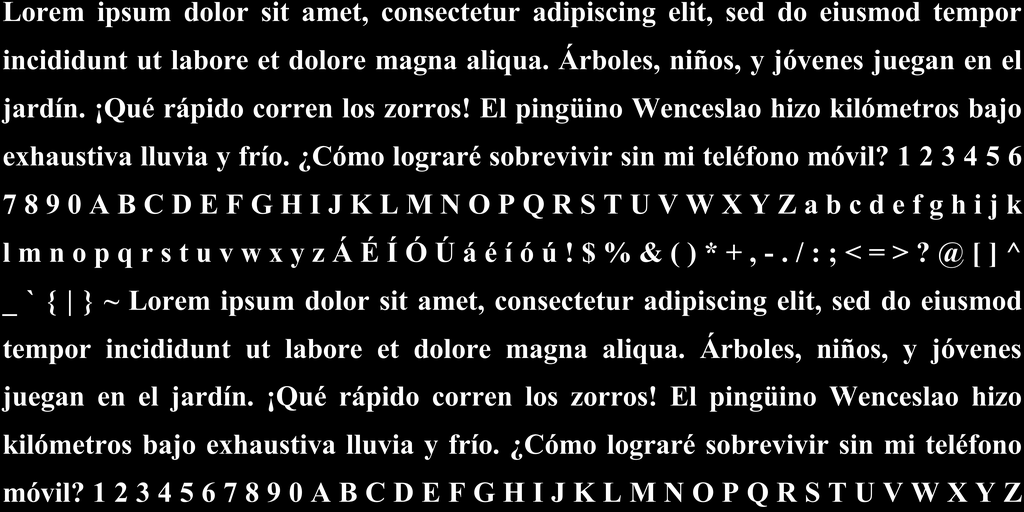 Lorem ipsum dolor sit amet, consectetur adipiscing elit, sed do eiusmod tempor
incididunt ut labore et dolore magna aliqua. Árboles, niños, y jóvenes juegan en el
jardín. ¡Qué rápido corren los zorros! El pingüino Wenceslao hizo kilómetros bajo
exhaustiva lluvia y frío. ¿Cómo lograré sobrevivir sin mi teléfono móvil? 1 2 3 4 5 6
7 8 9 0 A B C D E F G H I J K L M N O P Q R S T U V W X Y Z a b c d e f g h i j k
l m n o p q r s t u v w x y z Á É Í Ó Ú á é í ó ú ! $ % & ( ) * + , - . / : ; < = > ? @ [ ] ^
_ ` { | } ~ Lorem ipsum dolor sit amet, consectetur adipiscing elit, sed do eiusmod
tempor incididunt ut labore et dolore magna aliqua. Árboles, niños, y jóvenes
juegan en el jardín. ¡Qué rápido corren los zorros! El pingüino Wenceslao hizo
kilómetros bajo exhaustiva lluvia y frío. ¿Cómo lograré sobrevivir sin mi teléfono
móvil? 1 2 3 4 5 6 7 8 9 0 A B C D E F G H I J K L M N O P Q R S T U V W X Y Z